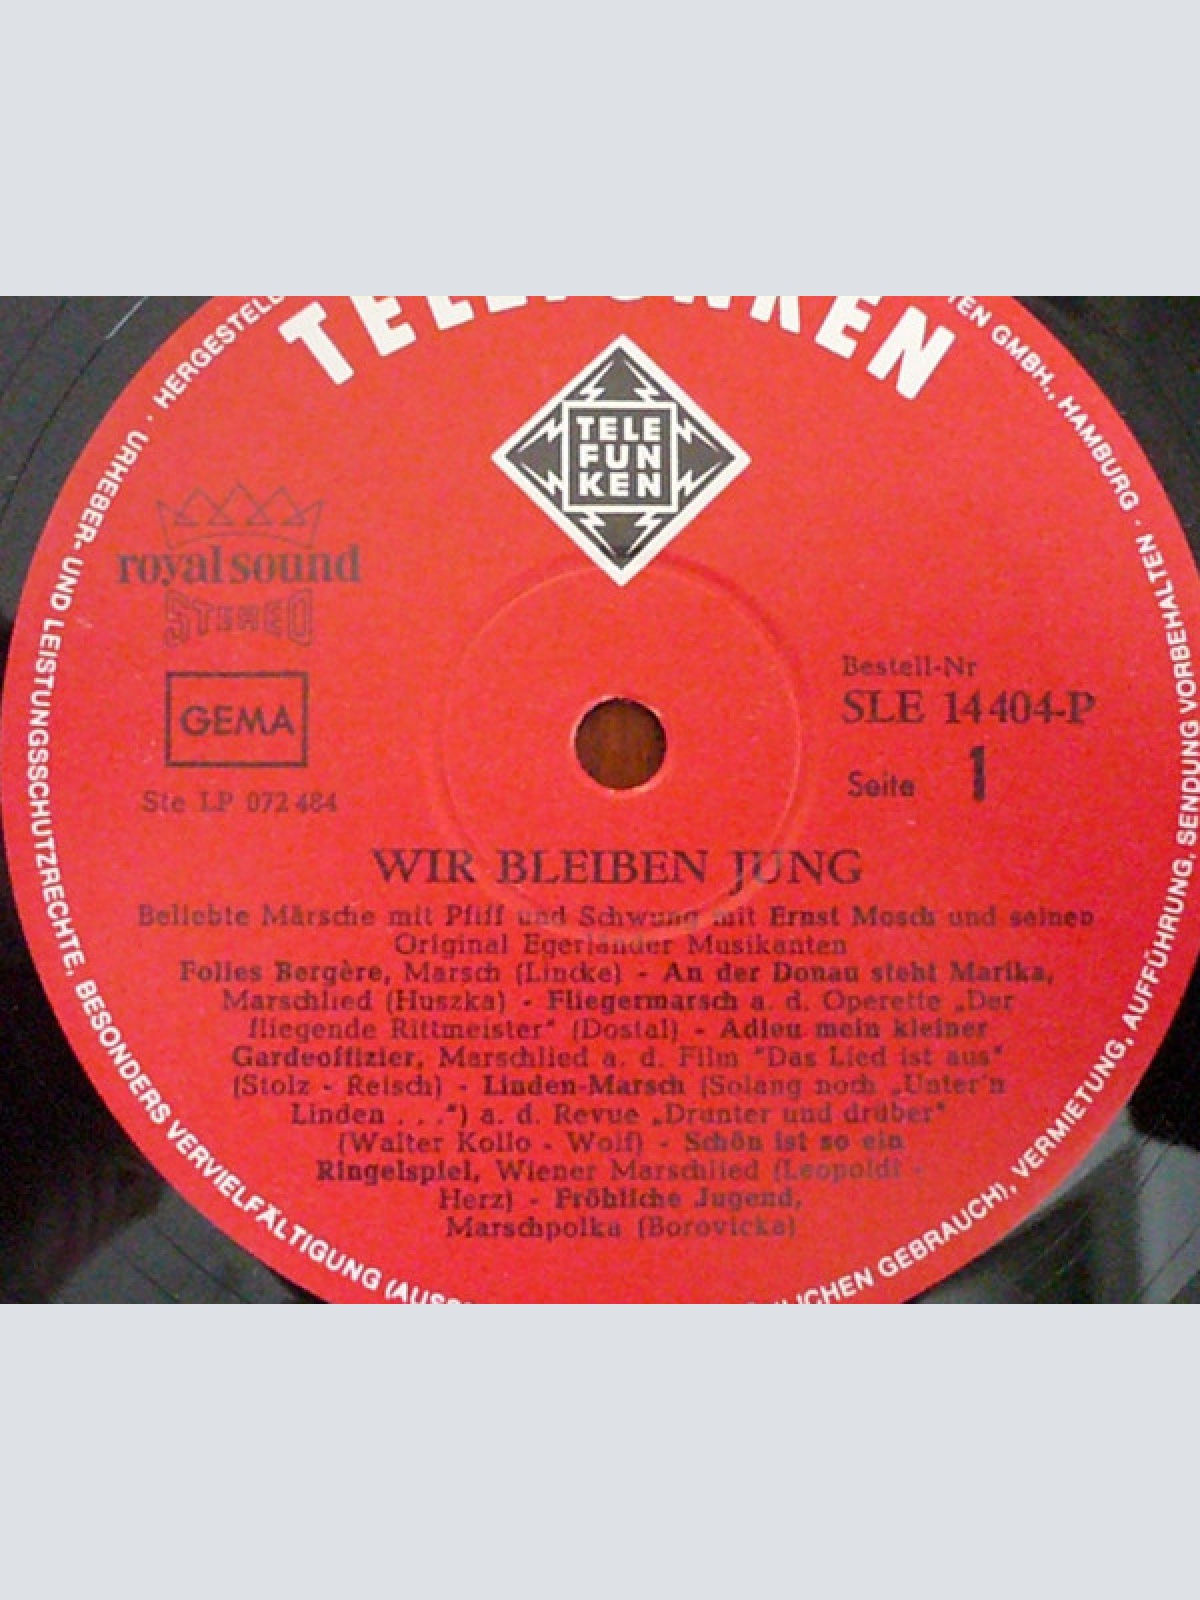 TELEFUNKEN
TELE
FUN
KEN
HERGESTELL
TEN GMBH., HAMBURG · URHEBER- UND LEISTUNGSSCHUTZRECHTE, BESONDERS VERVIELFÄLTIGUNG (AUSS
LICHEN GEBRAUCH), VERMIETUNG, AUFFÜHRUNG, SENDUNG VORBEHALTEN ·
royal sound
STEREO
GEMA
Ste LP 072 484
Bestell-Nr
SLE 14 404-P
Seite 1
WIR BLEIBEN JUNG
Beliebte Märsche mit Pfiff und Schwung mit Ernst Mosch und seinen
Original Egerländer Musikanten
Folies Bergère, Marsch (Lincke) - An der Donau steht Marika,
Marschlied (Huszka) - Fliegermarsch a. d. Operette „Der
fliegende Rittmeister" (Dostal) - Adieu mein kleiner
Gardeoffizier, Marschlied a. d. Film "Das Lied ist aus"
(Stolz - Reisch) - Linden-Marsch (Solang noch „Unter'n
Linden . . .") a. d. Revue „Drunter und drüber"
(Walter Kollo - Wolf) - Schön ist so ein
Ringelspiel, Wiener Marschlied (Leopoldi -
Herz) - Fröhliche Jugend,
Marschpolka (Borovicka)